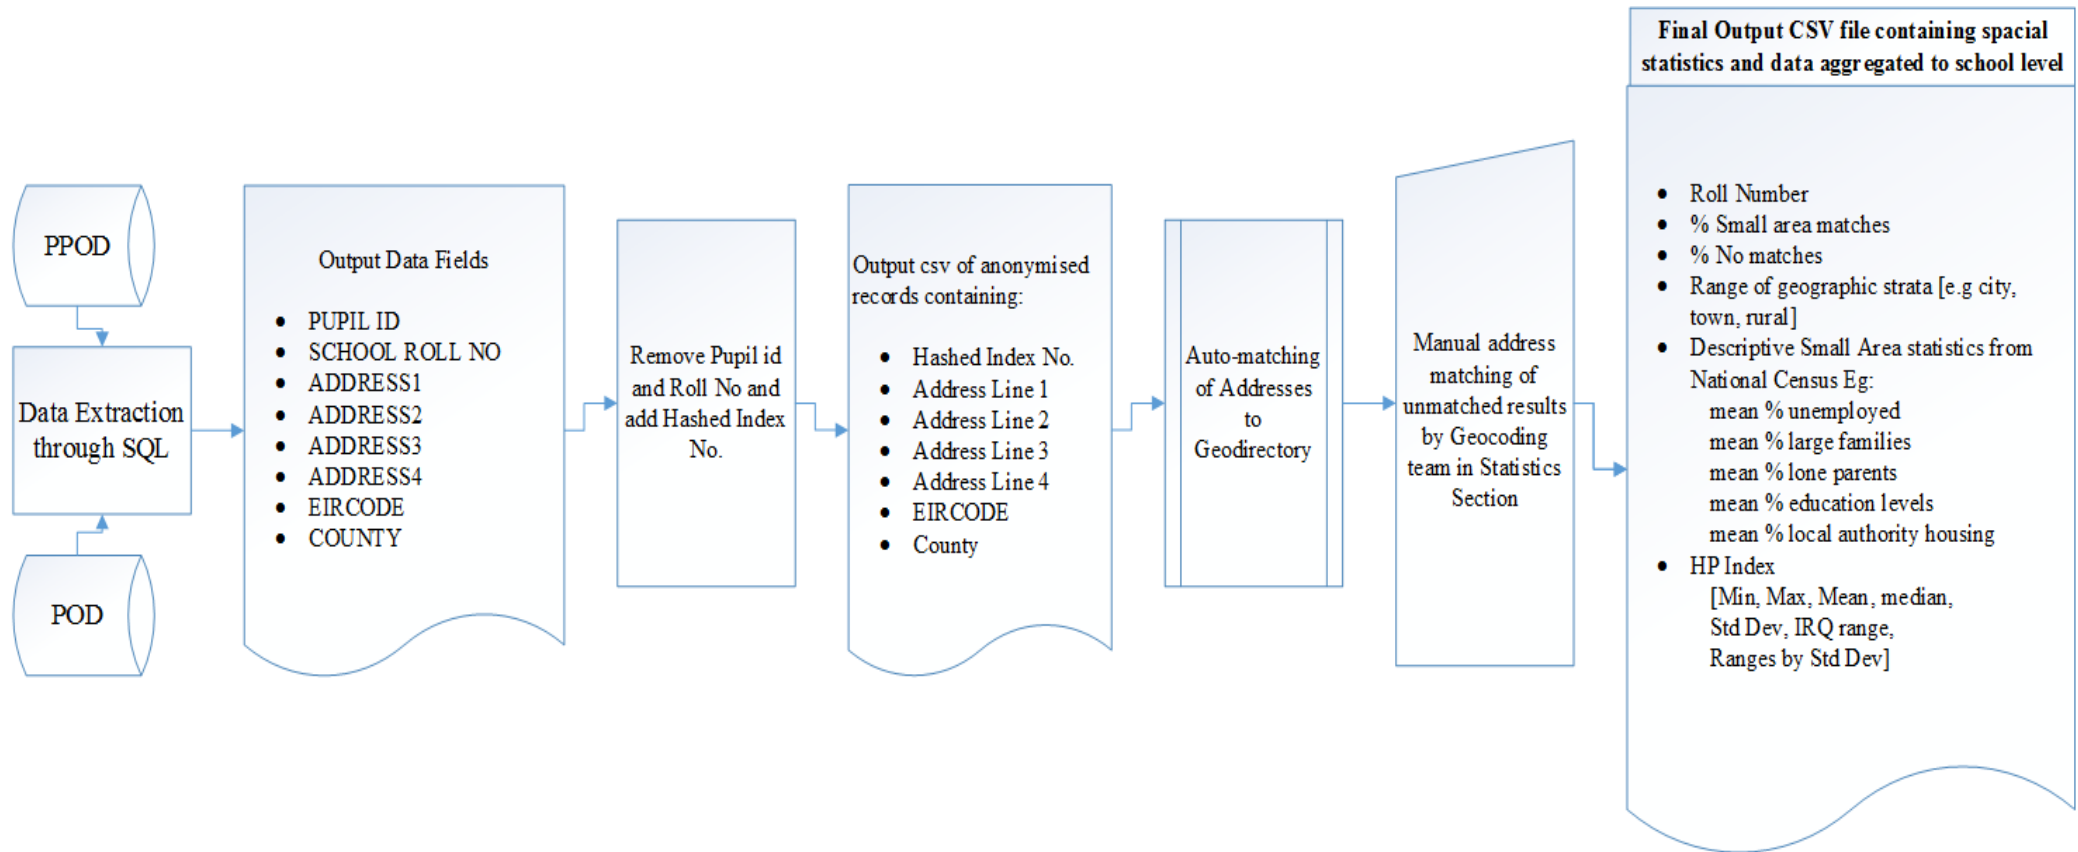 PPOD
Data Extraction
through SQL
POD
Output Data Fields
• PUPIL ID
• SCHOOL ROLL NO
• ADDRESS1
• ADDRESS2
• ADDRESS3
• ADDRESS4
• EIRCODE
• COUNTY
Remove Pupil id
and Roll No and
add Hashed Index
No.
Output csv of anonymised
records containing:
• Hashed Index No.
• Address Line 1
• Address Line 2
• Address Line 3
• Address Line 4
• EIRCODE
• County
Auto-matching
of Addresses
to
Geodirectory
Manual address
matching of
unmatched results
by Geocoding
team in Statistics
Section
Final Output CSV file containing spacial
statistics and data aggregated to school level
• Roll Number
• % Small area matches
• % No matches
• Range of geographic strata [e.g city,
town, rural]
• Descriptive Small Area statistics from
National Census Eg:
mean % unemployed
mean % large families
mean % lone parents
mean % education levels
mean % local authority housing
• HP Index
[Min, Max, Mean, median,
Std Dev, IRQ range,
Ranges by Std Dev]